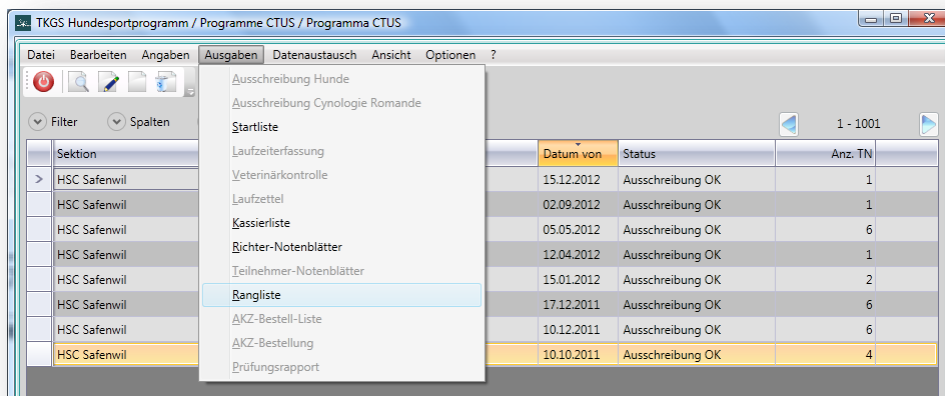 TKGS Hundesportprogramm / Programme CTUS / Programma CTUS
Datei Bearbeiten Angaben Ausgaben Datenaustausch Ansicht Optionen ?
Ausschreibung Hunde
Ausschreibung Cynologie Romande
Startliste
Laufzeiterfassung
Veterinärkontrolle
Laufzettel
Kassierliste
Richter-Notenblätter
Teilnehmer-Notenblätter
Rangliste
AKZ-Bestell-Liste
AKZ-Bestellung
Prüfungsrapport
Filter Spalten 1 - 1001
Sektion Datum von Status Anz. TN
> HSC Safenwil 15.12.2012 Ausschreibung OK 1
HSC Safenwil 02.09.2012 Ausschreibung OK 1
HSC Safenwil 05.05.2012 Ausschreibung OK 6
HSC Safenwil 12.04.2012 Ausschreibung OK 1
HSC Safenwil 15.01.2012 Ausschreibung OK 2
HSC Safenwil 17.12.2011 Ausschreibung OK 6
HSC Safenwil 10.12.2011 Ausschreibung OK 6
HSC Safenwil 10.10.2011 Ausschreibung OK 4